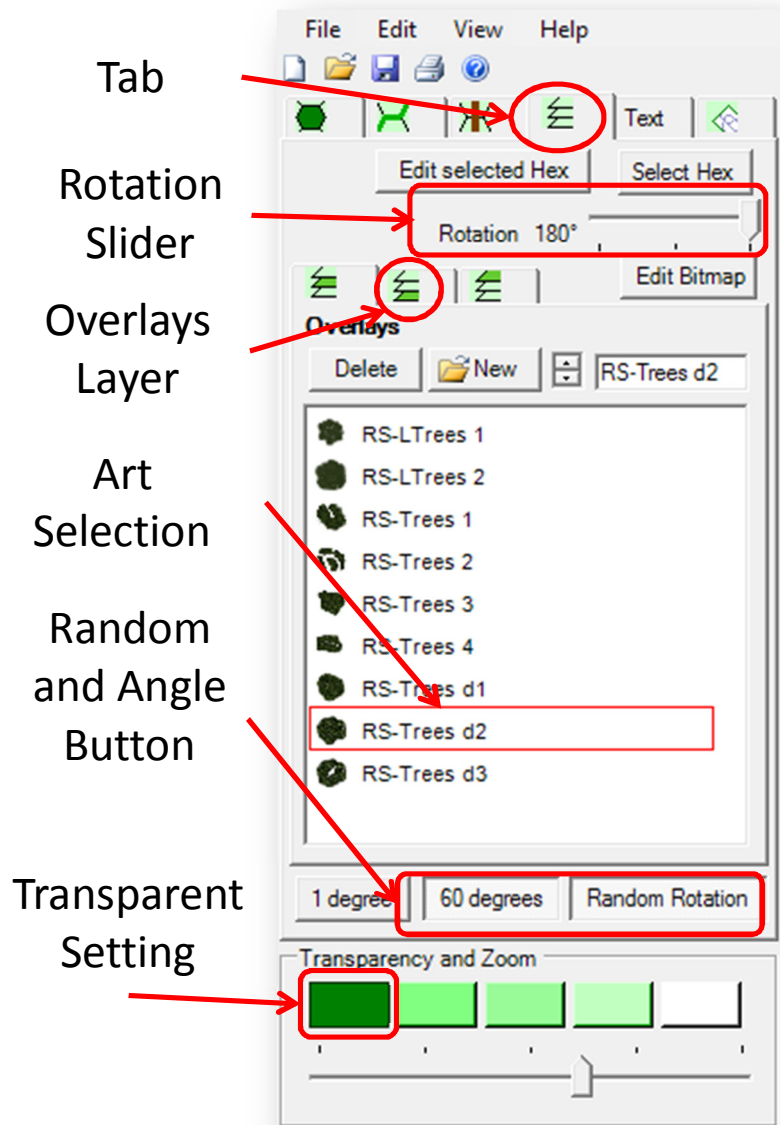 File Edit View Help
Tab
Text
Edit selected Hex Select Hex
Rotation
Slider
Rotation 180°
Edit Bitmap
Overlays
Layer
Overlays
Delete New RS-Trees d2
RS-LTrees 1
RS-LTrees 2
Art
Selection
RS-Trees 1
RS-Trees 2
RS-Trees 3
RS-Trees 4
RS-Trees d1
RS-Trees d2
RS-Trees d3
Random
and Angle
Button
1 degree 60 degrees Random Rotation
Transparent
Setting
Transparency and Zoom